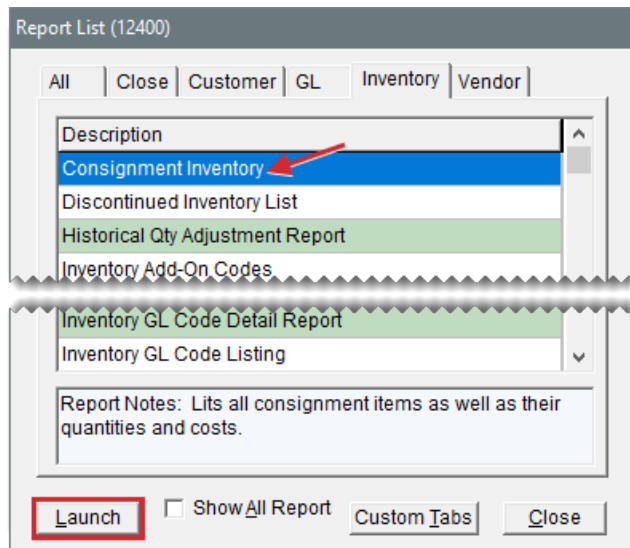 Report List (12400)
All Close Customer GL Inventory Vendor
Description
Consignment Inventory
Discontinued Inventory List
Historical Qty Adjustment Report
Inventory Add-On Codes
Inventory GL Code Detail Report
Inventory GL Code Listing
Report Notes: Lits all consignment items as well as their
quantities and costs.
Launch Show All Report Custom Tabs Close